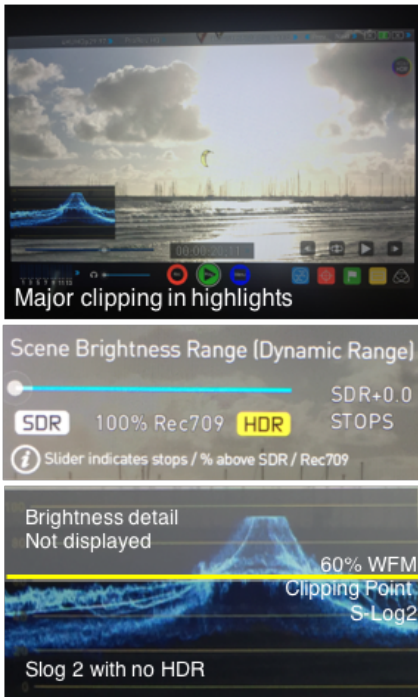 Major clipping in highlights
Scene Brightness Range (Dynamic Range)
SDR+0.0
STOPS
SDR 100% Rec709 HDR
i Slider indicates stops / % above SDR / Rec709
Brightness detail
Not displayed
60% WFM
Clipping Point
S-Log2
Slog 2 with no HDR
0